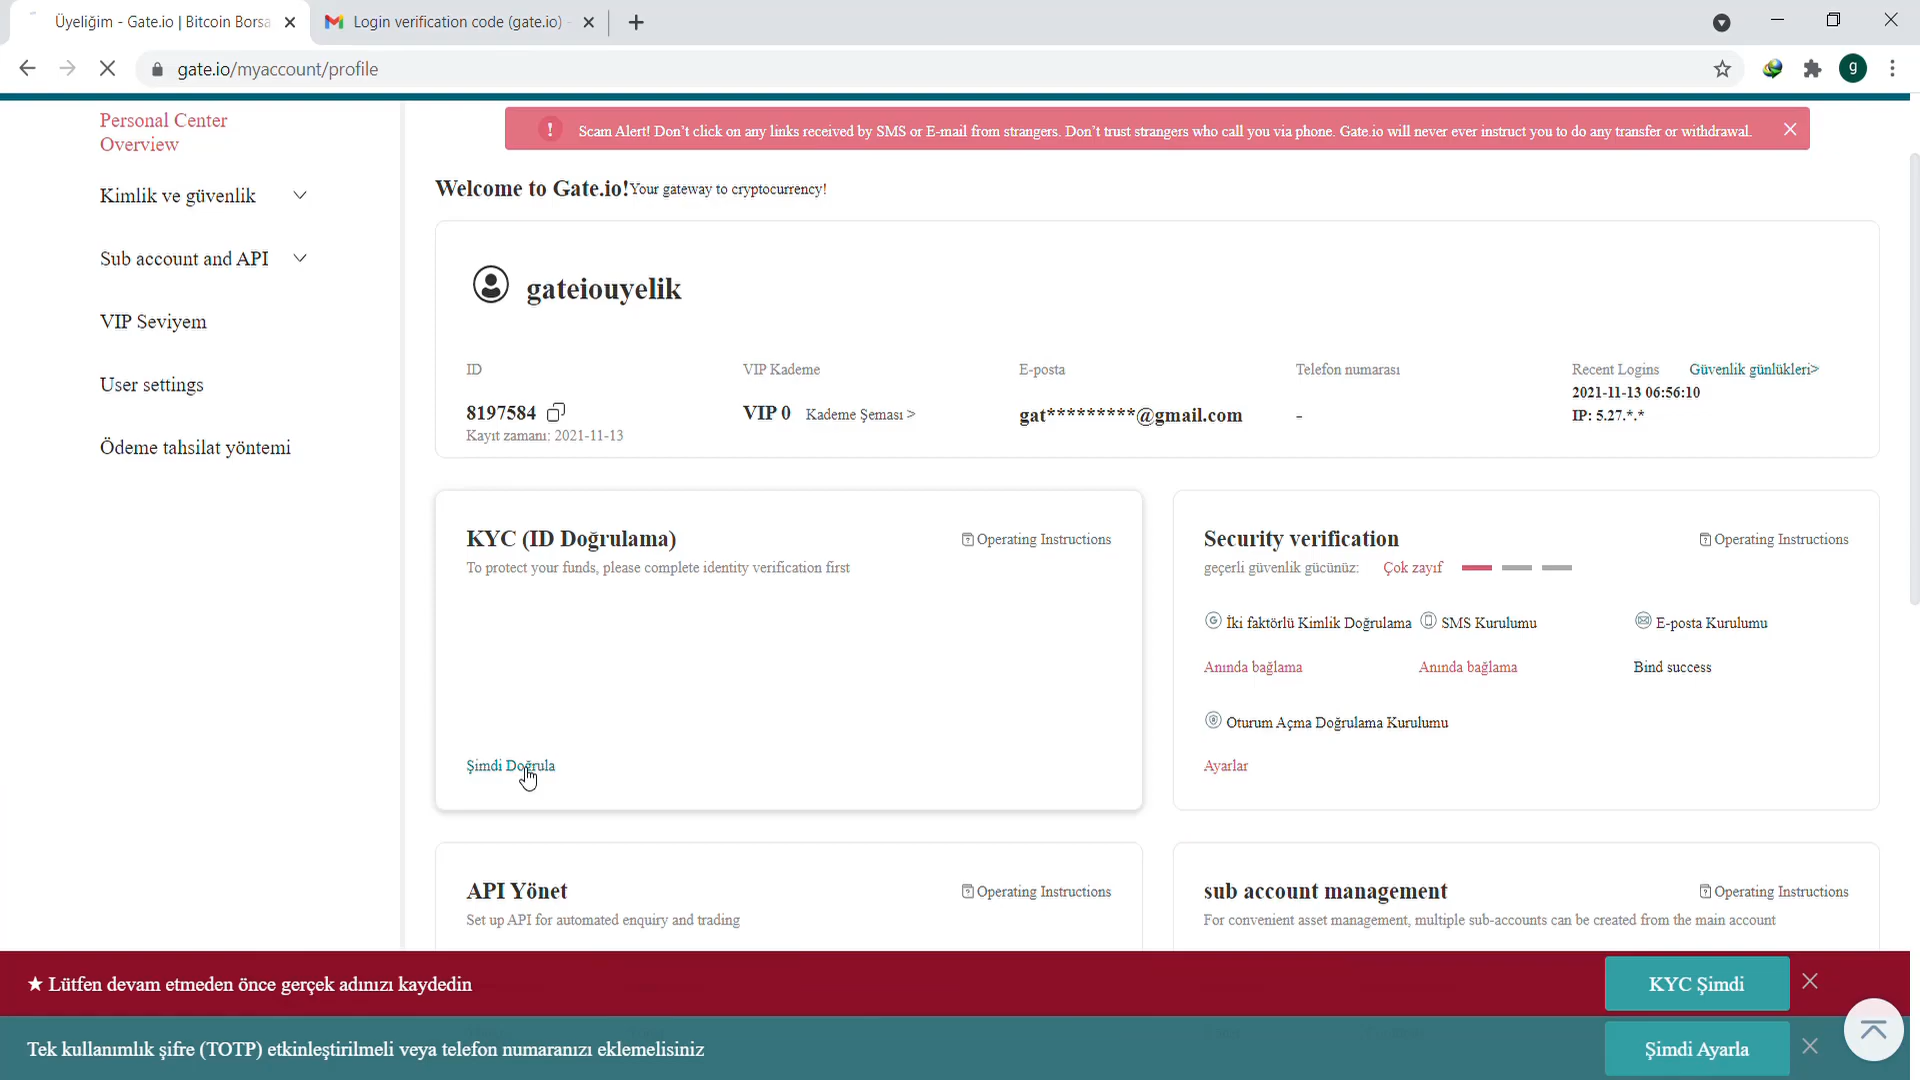 Üyeliğim - Gate.io | Bitcoin Borsa
Login verification code (gate.io) -
gate.io/myaccount/profile
g
Personal Center
Overview
Kimlik ve güvenlik
Sub account and API
VIP Seviyem
User settings
Ödeme tahsilat yöntemi
Scam Alert! Don't click on any links received by SMS or E-mail from strangers. Don't trust strangers who call you via phone. Gate.io will never ever instruct you to do any transfer or withdrawal.
Welcome to Gate.io! Your gateway to cryptocurrency!
gateiouyelik
ID
8197584
Kayıt zamanı: 2021-11-13
VIP Kademe
VIP 0 Kademe Şeması >
E-posta
gat*********@gmail.com
Telefon numarası
-
Recent Logins Güvenlik günlükleri>
2021-11-13 06:56:10
IP: 5.27.*.*
KYC (ID Doğrulama)
Operating Instructions
To protect your funds, please complete identity verification first
Şimdi Doğrula
Security verification
Operating Instructions
geçerli güvenlik gücünüz: Çok zayıf
İki faktörlü Kimlik Doğrulama
Anında bağlama
SMS Kurulumu
Anında bağlama
E-posta Kurulumu
Bind success
Oturum Açma Doğrulama Kurulumu
Ayarlar
API Yönet
Operating Instructions
Set up API for automated enquiry and trading
sub account management
Operating Instructions
For convenient asset management, multiple sub-accounts can be created from the main account
★ Lütfen devam etmeden önce gerçek adınızı kaydedin
KYC Şimdi
Tek kullanımlık şifre (TOTP) etkinleştirilmeli veya telefon numaranızı eklemelisiniz
Şimdi Ayarla